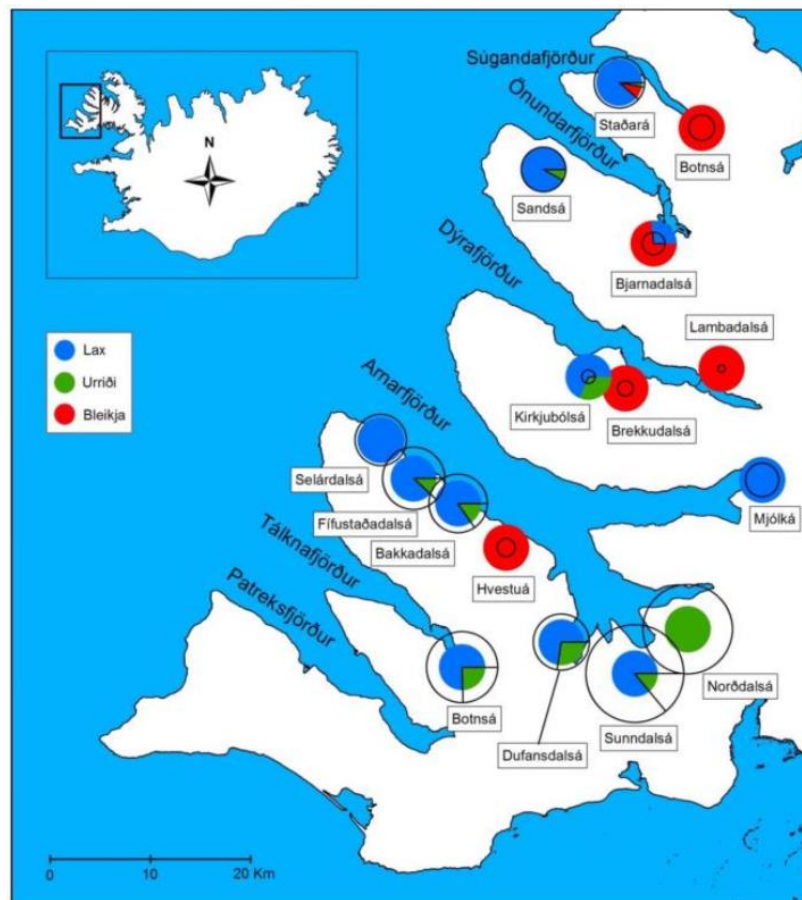 Súgandafjörður
Önundarfjörður
Staðará
Botnsá
N
Sandsá
Bjarnadalsá
Dýrafjörður
Lambadalsá
Lax
Urriði
Bleikja
Kirkjubólsá
Brekkudalsá
Arnarfjörður
Selárdalsá
Mjólká
Fífustaðadalsá
Bakkadalsá
Hvestuá
Tálknafjörður
Patreksfjörður
Norðdalsá
Botnsá
Sunndalsá
Dufansdalsá
0 10 20 Km